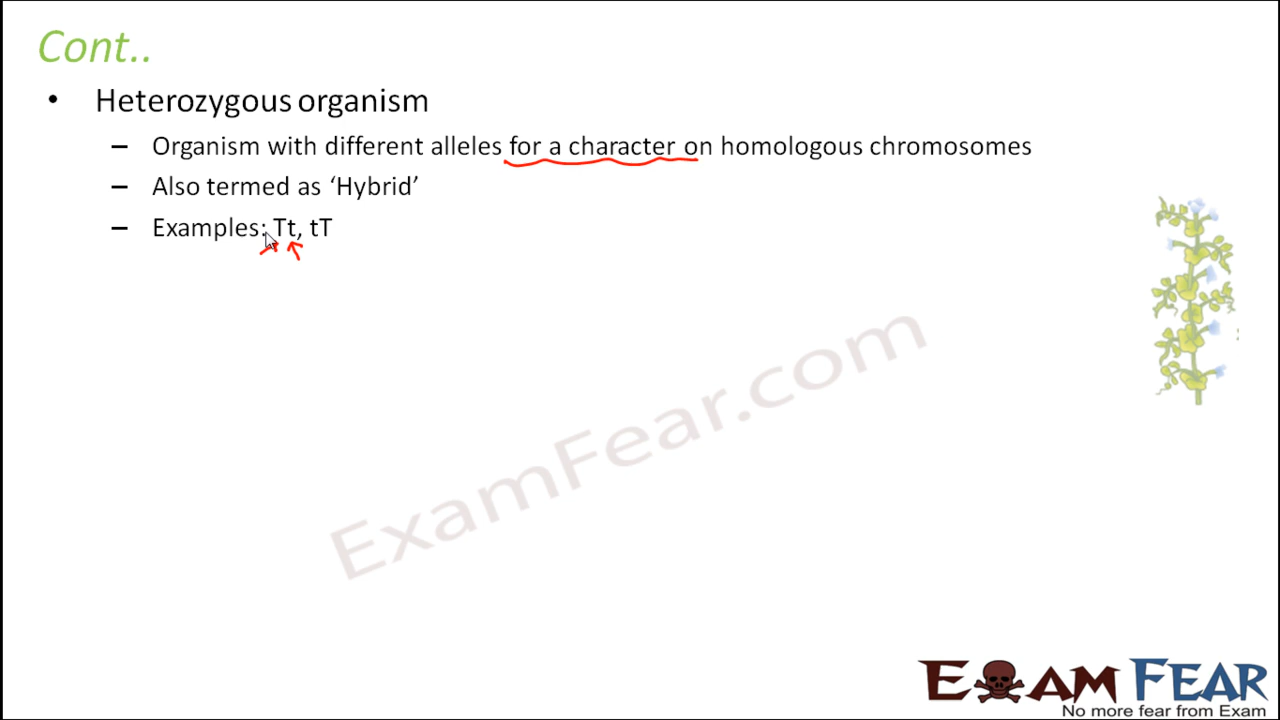 Cont..
• Heterozygous organism
– Organism with different alleles for a character on homologous chromosomes
– Also termed as ‘Hybrid’
– Examples: Tt, tT
ExamFear.com
EXAM FEAR
No more fear from Exam